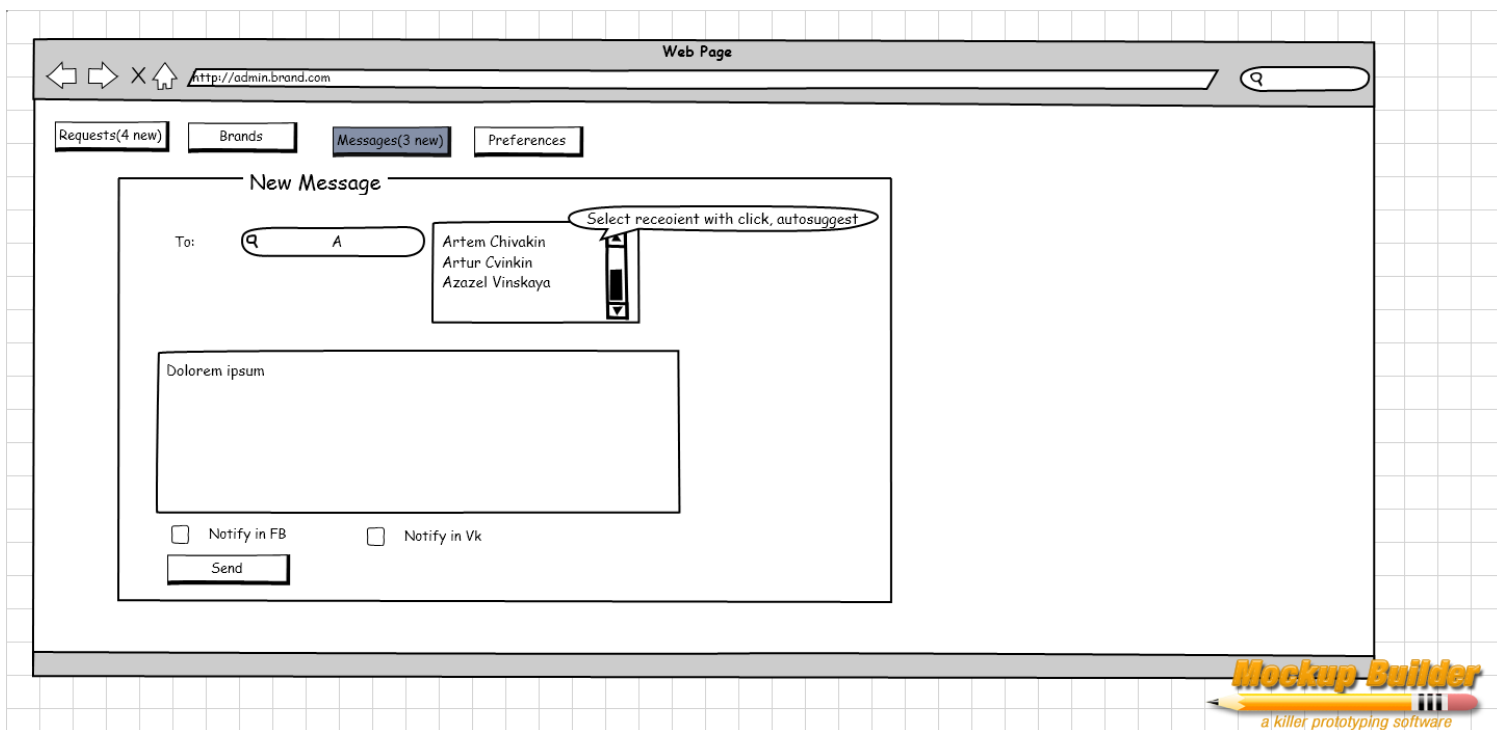 Web Page
http://admin.brand.com
Requests(4 new)
Brands
Messages(3 new)
Preferences
New Message
Select receoient with click, autosuggest
To:
A
Artem Chivakin
Artur Cvinkin
Azazel Vinskaya
Dolorem ipsum
Notify in FB
Notify in Vk
Send
Mockup Builder
a killer prototyping software